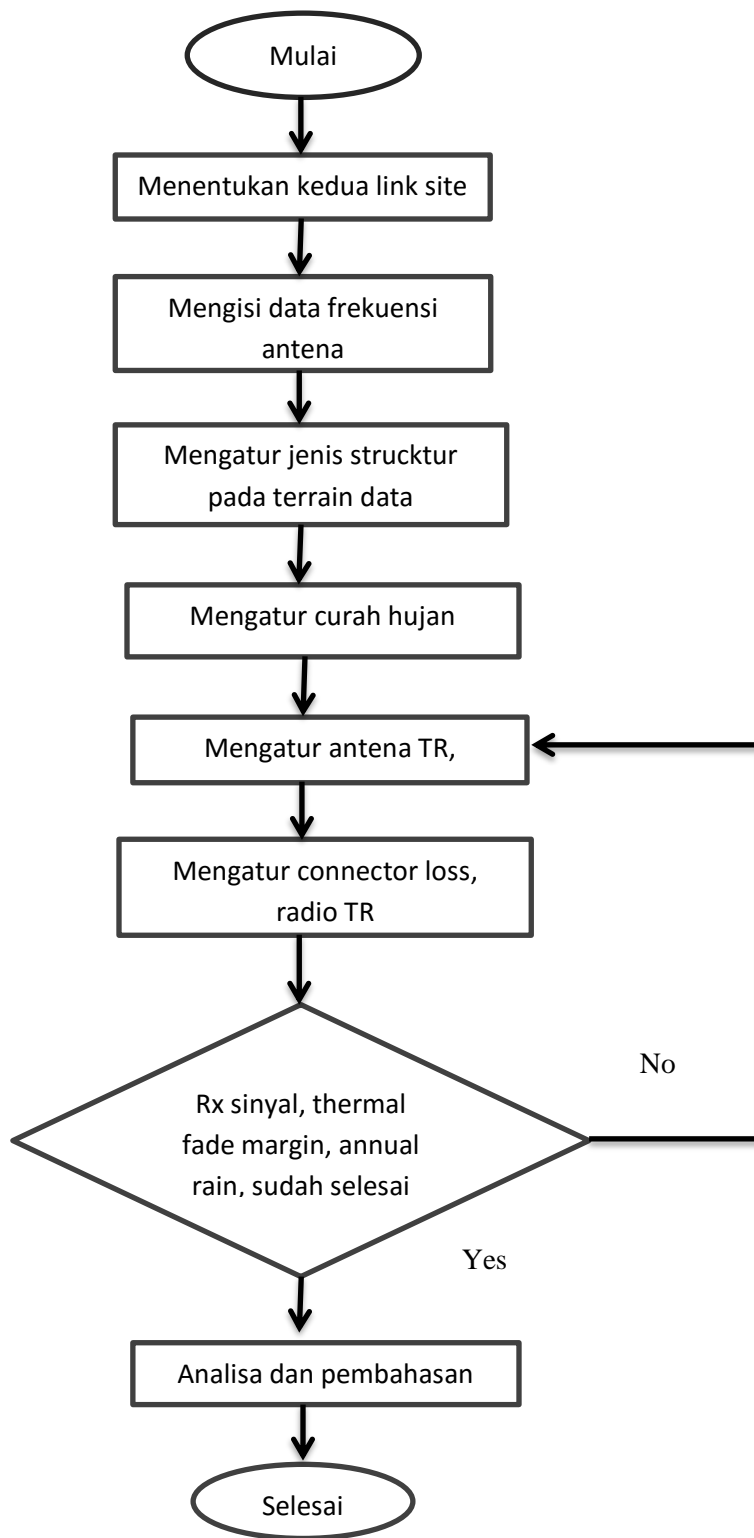 Mulai
Menentukan kedua link site
Mengisi data frekuensi
antena
Mengatur jenis strucktur
pada terrain data
Mengatur curah hujan
Mengatur antena TR,
Mengatur connector loss,
radio TR
No
Rx sinyal, thermal
fade margin, annual
rain, sudah selesai
Yes
Analisa dan pembahasan
Selesai